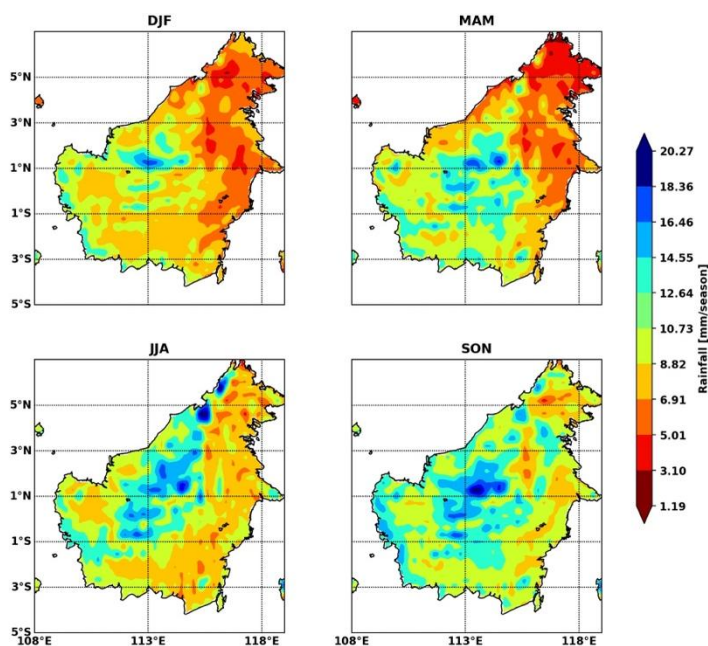 DJF
MAM
5°N
3°N
1°N
1°S
3°S
5°S
JJA
SON
5°N
3°N
1°N
1°S
3°S
5°S
108°E 113°E 118°E
108°E 113°E 118°E
20.27
18.36
16.46
14.55
12.64
10.73
8.82
6.91
5.01
3.10
1.19
Rainfall [mm/season]